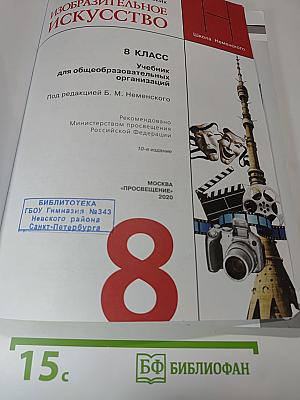 ИЗОБРАЗИТЕЛЬНОЕ
ИСКУССТВО
Школа Неменского
8 КЛАСС
Учебник
для общеобразовательных
организаций
Под редакцией Б. М. Неменского
Рекомендовано
Министерством просвещения
Российской Федерации
10-е издание
МОСКВА
«ПРОСВЕЩЕНИЕ»
2020
БИБЛИОТЕКА
ГБОУ Гимназия №343
Невского района
Санкт-Петербурга
8
15с
БФ БИБЛИОФАН